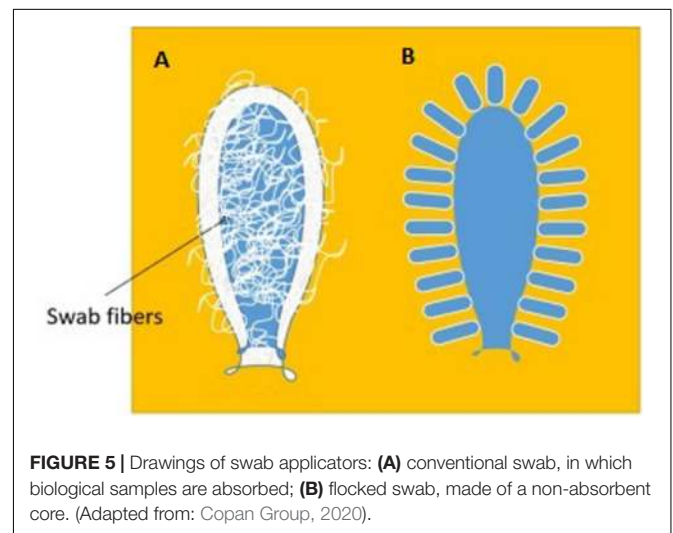 A
B
Swab fibers
FIGURE 5 | Drawings of swab applicators: (A) conventional swab, in which
biological samples are absorbed; (B) flocked swab, made of a non-absorbent
core. (Adapted from: Copan Group, 2020).